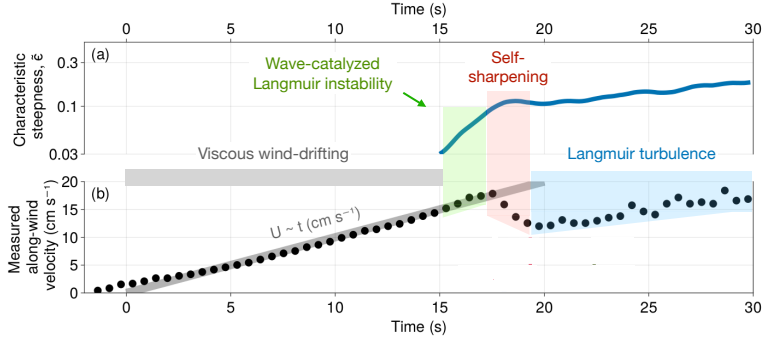 Time (s)
0 5 10 15 20 25 30
(a)
Characteristic
steepness, ε̄
0.3
0.1
0.03
Wave-catalyzed
Langmuir instability
Self-
sharpening
Viscous wind-drifting
Langmuir turbulence
(b)
Measured
along-wind
velocity (cm s⁻¹)
20
15
10
5
0
U ~ t (cm s⁻¹)
0 5 10 15 20 25 30
Time (s)